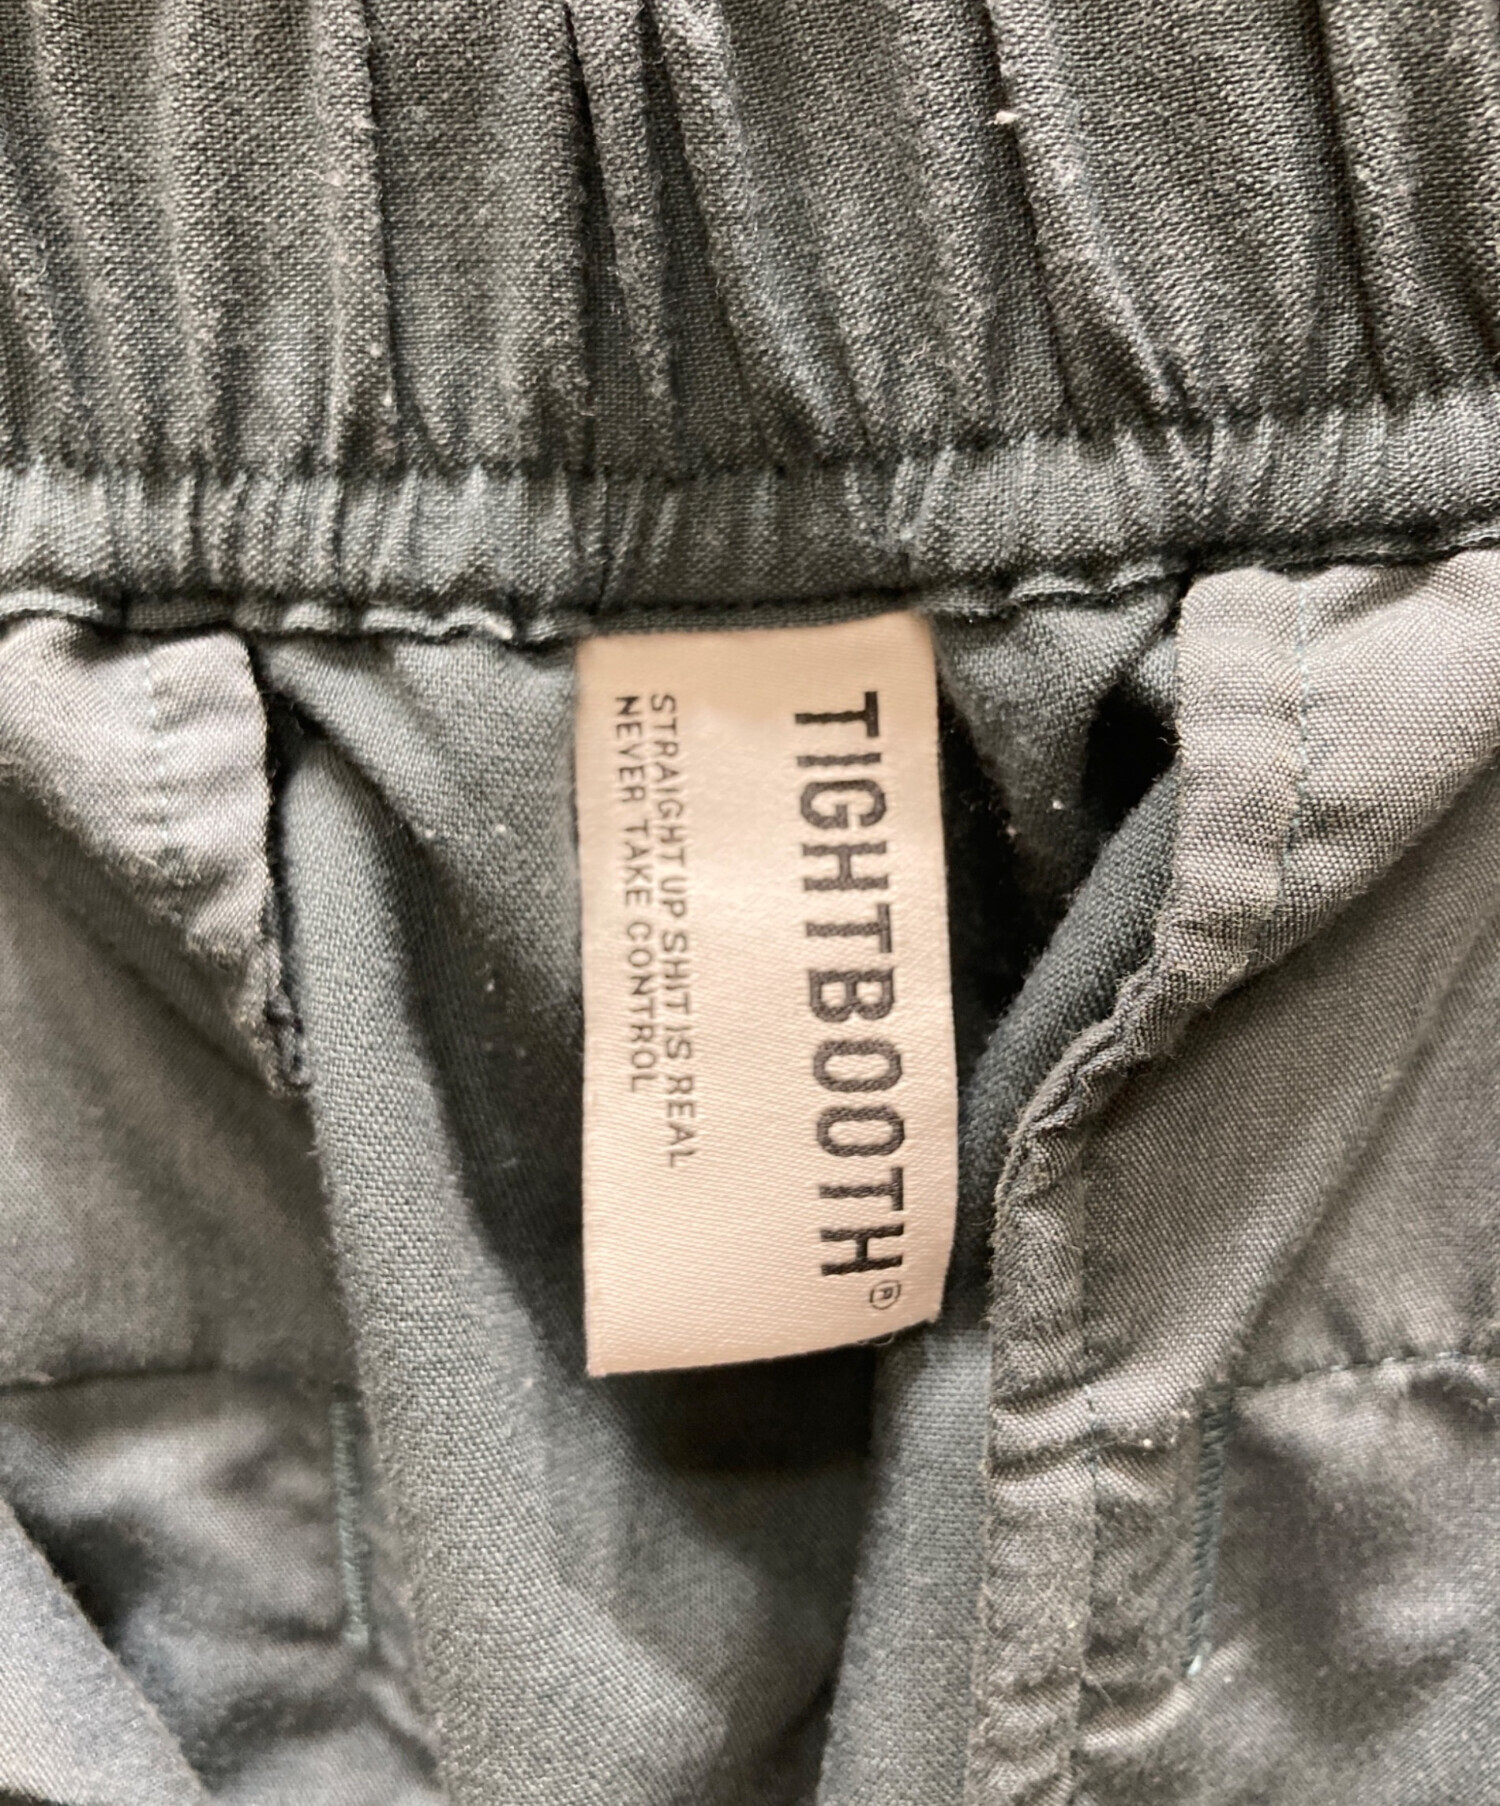 TIGHTBOOTH®
STRAIGHT UP SHIT IS REAL
NEVER TAKE CONTROL